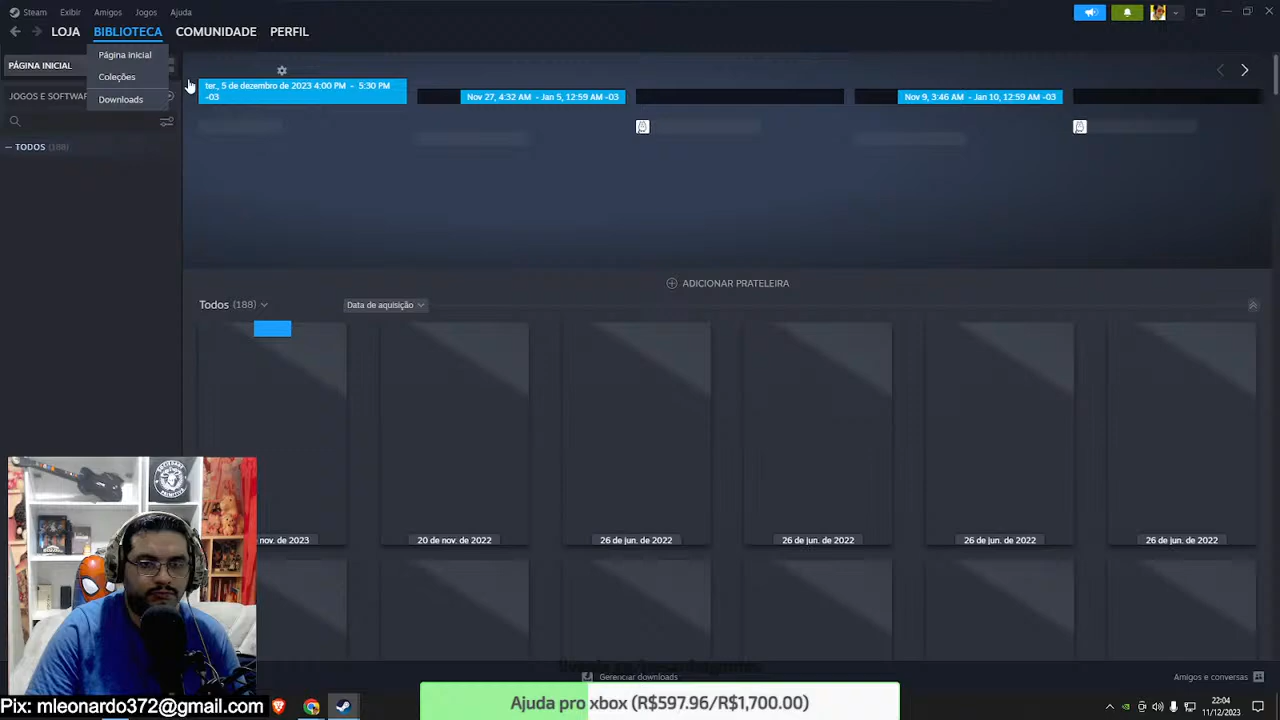 Steam Exibir Amigos Jogos Ajuda
LOJA BIBLIOTECA COMUNIDADE PERFIL
Página inicial
Coleções
Downloads
PÁGINA INICIAL
JOGOS E SOFTWAR
TODOS (188)
ter., 5 de dezembro de 2023 4:00 PM - 5:30 PM
-03
Nov 27, 4:32 AM - Jan 5, 12:59 AM -03
Nov 9, 3:46 AM - Jan 10, 12:59 AM -03
ADICIONAR PRATELEIRA
Todos (188)
Data de aquisição
nov. de 2023
20 de nov. de 2022
26 de jun. de 2022
26 de jun. de 2022
26 de jun. de 2022
26 de jun. de 2022
Gerenciar downloads
Amigos e conversas
Ajuda pro xbox (R$597.96/R$1,700.00)
Pix: mleonardo372@gmail.com
22:04
11/12/2023